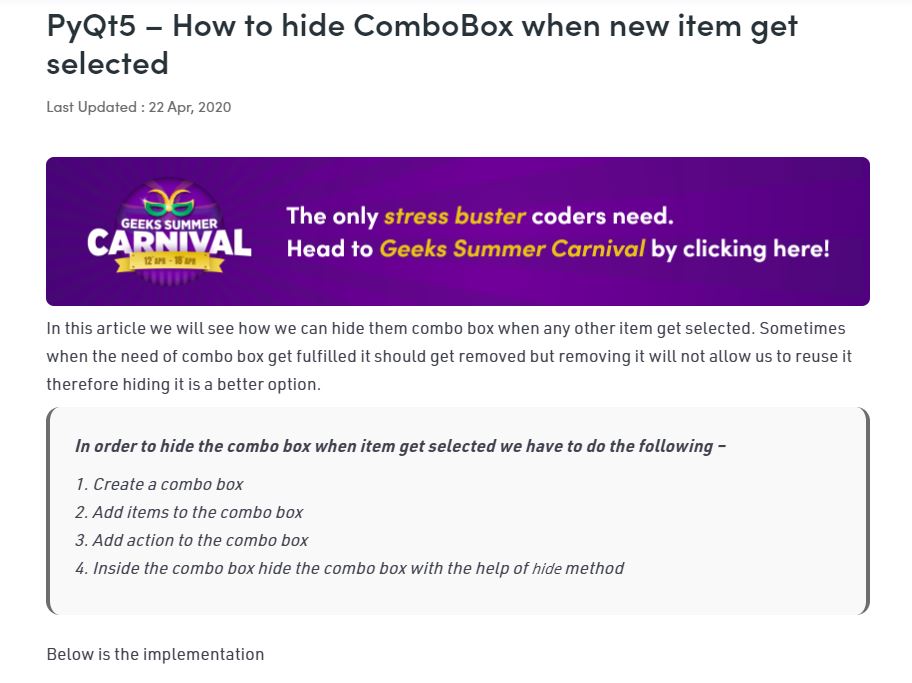 PyQt5 – How to hide ComboBox when new item get
selected
Last Updated : 22 Apr, 2020
GEEKS SUMMER
CARNIVAL
12 APR - 18 APR
The only stress buster coders need.
Head to Geeks Summer Carnival by clicking here!
In this article we will see how we can hide them combo box when any other item get selected. Sometimes
when the need of combo box get fulfilled it should get removed but removing it will not allow us to reuse it
therefore hiding it is a better option.
In order to hide the combo box when item get selected we have to do the following –
1. Create a combo box
2. Add items to the combo box
3. Add action to the combo box
4. Inside the combo box hide the combo box with the help of hide method
Below is the implementation